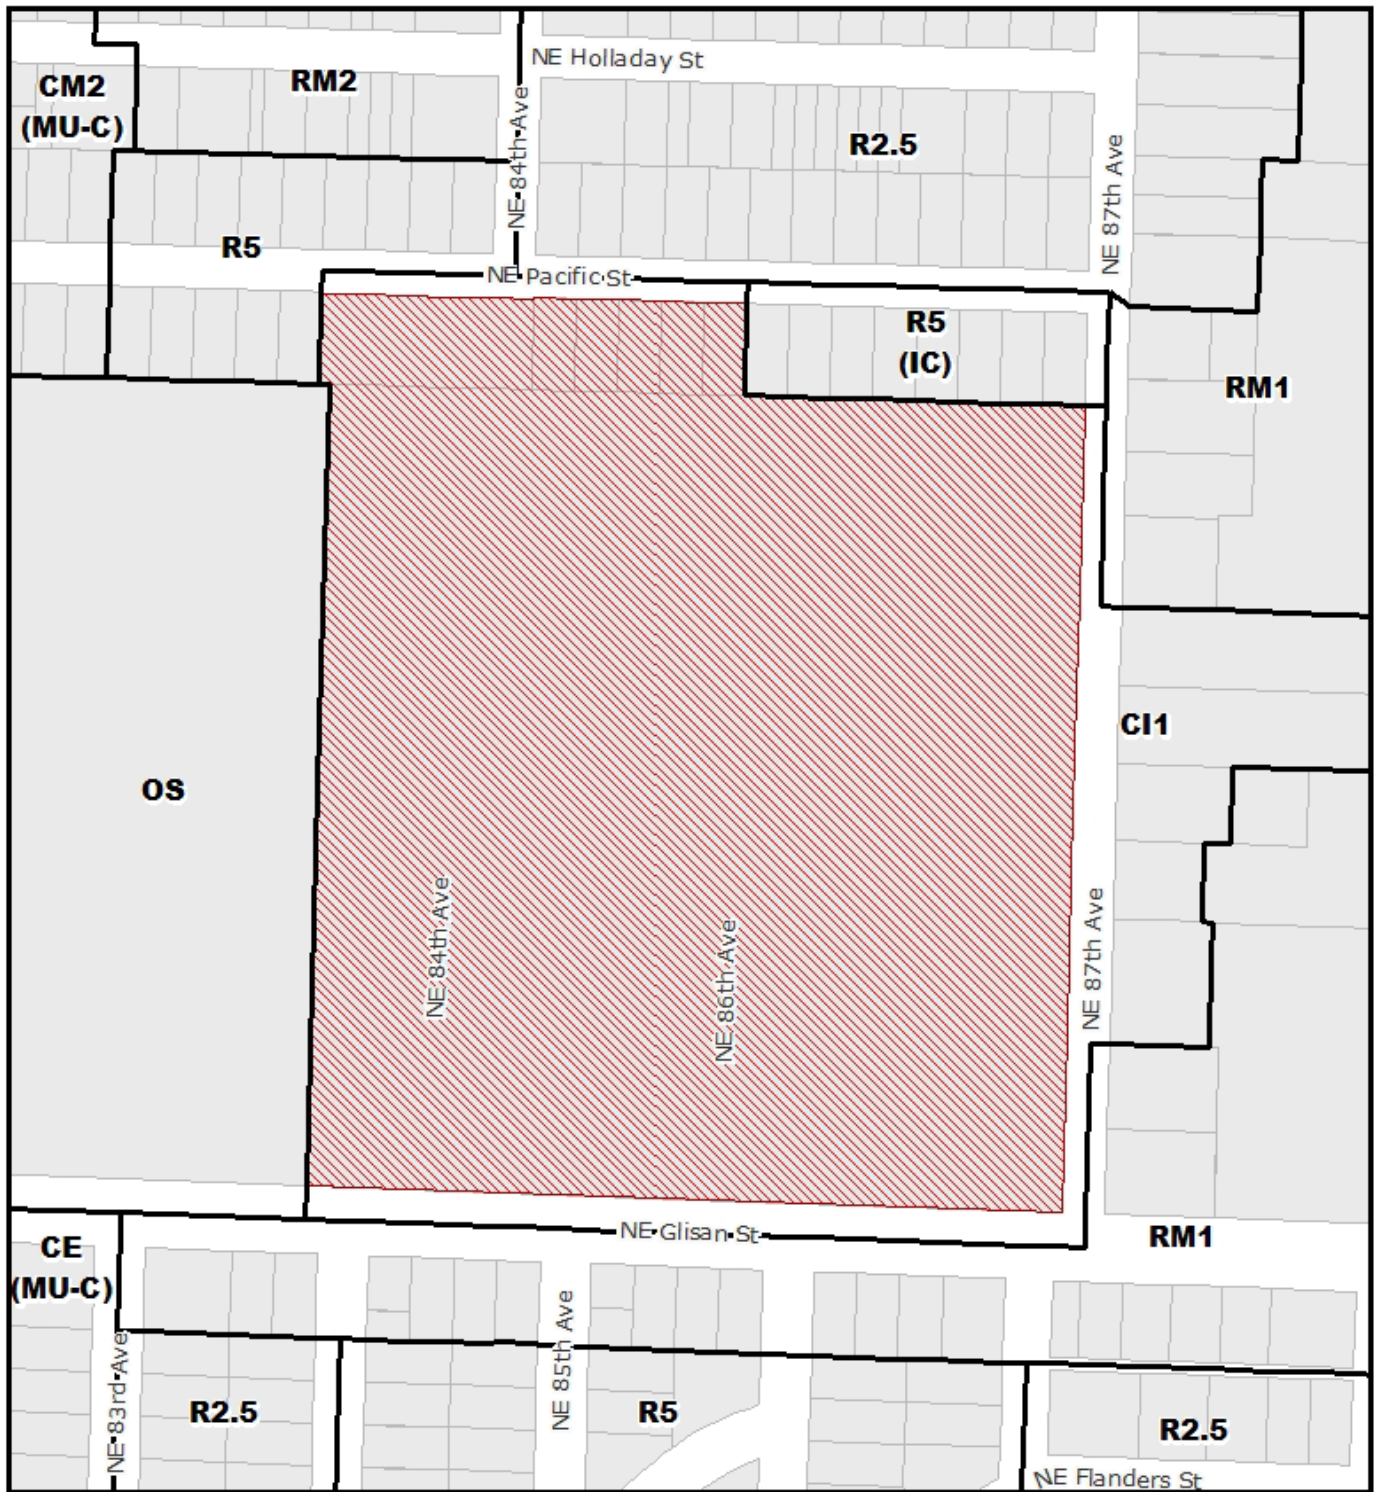 NE Holladay St
CM2
(MU-C)
RM2
NE 84th Ave
R2.5
NE 87th Ave
R5
NE Pacific St
R5
(IC)
RM1
CI1
OS
NE 84th Ave
NE 86th Ave
NE 87th Ave
NE Glisan St
RM1
CE
(MU-C)
NE 83rd Ave
NE 85th Ave
R2.5
R5
R2.5
NE Flanders St